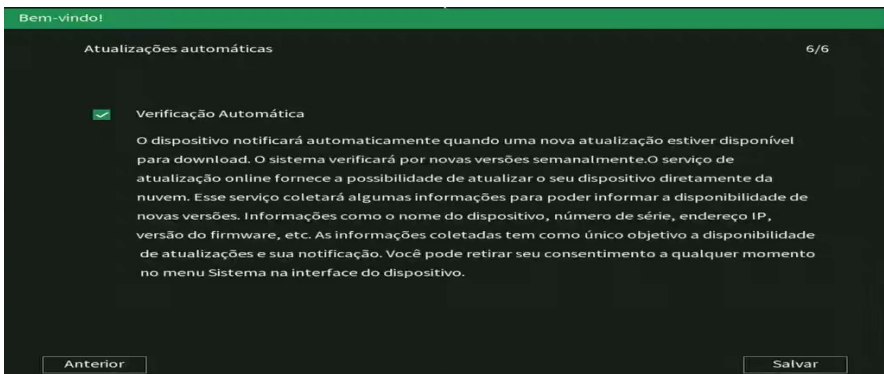 Bem-vindo!
Atualizações automáticas
6/6
Verificação Automática
O dispositivo notificará automaticamente quando uma nova atualização estiver disponível
para download. O sistema verificará por novas versões semanalmente.O serviço de
atualização online fornece a possibilidade de atualizar o seu dispositivo diretamente da
nuvem. Esse serviço coletará algumas informações para poder informar a disponibilidade de
novas versões. Informações como o nome do dispositivo, número de série, endereço IP,
versão do firmware, etc. As informações coletadas tem como único objetivo a disponibilidade
de atualizações e sua notificação. Você pode retirar seu consentimento a qualquer momento
no menu Sistema na interface do dispositivo.
Anterior
Salvar